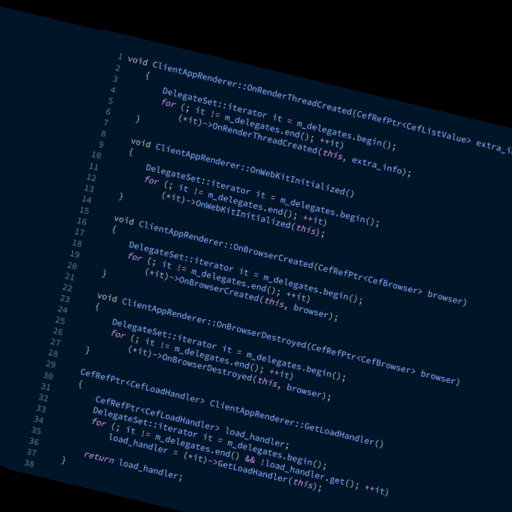 1 void ClientAppRenderer::OnRenderThreadCreated(CefRefPtr<CefListValue> extra_in
2 {
3 DelegateSet::iterator it = m_delegates.begin();
4 for (; it != m_delegates.end(); ++it)
5 (*it)->OnRenderThreadCreated(this, extra_info);
6 }
7
8 void ClientAppRenderer::OnWebKitInitialized()
9 {
10 DelegateSet::iterator it = m_delegates.begin();
11 for (; it != m_delegates.end(); ++it)
12 (*it)->OnWebKitInitialized(this);
13 }
14
15 void ClientAppRenderer::OnBrowserCreated(CefRefPtr<CefBrowser> browser)
16 {
17 DelegateSet::iterator it = m_delegates.begin();
18 for (; it != m_delegates.end(); ++it)
19 (*it)->OnBrowserCreated(this, browser);
20 }
21
22 void ClientAppRenderer::OnBrowserDestroyed(CefRefPtr<CefBrowser> browser)
23 {
24 DelegateSet::iterator it = m_delegates.begin();
25 for (; it != m_delegates.end(); ++it)
26 (*it)->OnBrowserDestroyed(this, browser);
27 }
28
29 CefRefPtr<CefLoadHandler> ClientAppRenderer::GetLoadHandler()
30 {
31 CefRefPtr<CefLoadHandler> load_handler;
32 DelegateSet::iterator it = m_delegates.begin();
33 for (; it != m_delegates.end() && !load_handler.get(); ++it)
34 load_handler = (*it)->GetLoadHandler(this);
35
36 return load_handler;
37 }
38